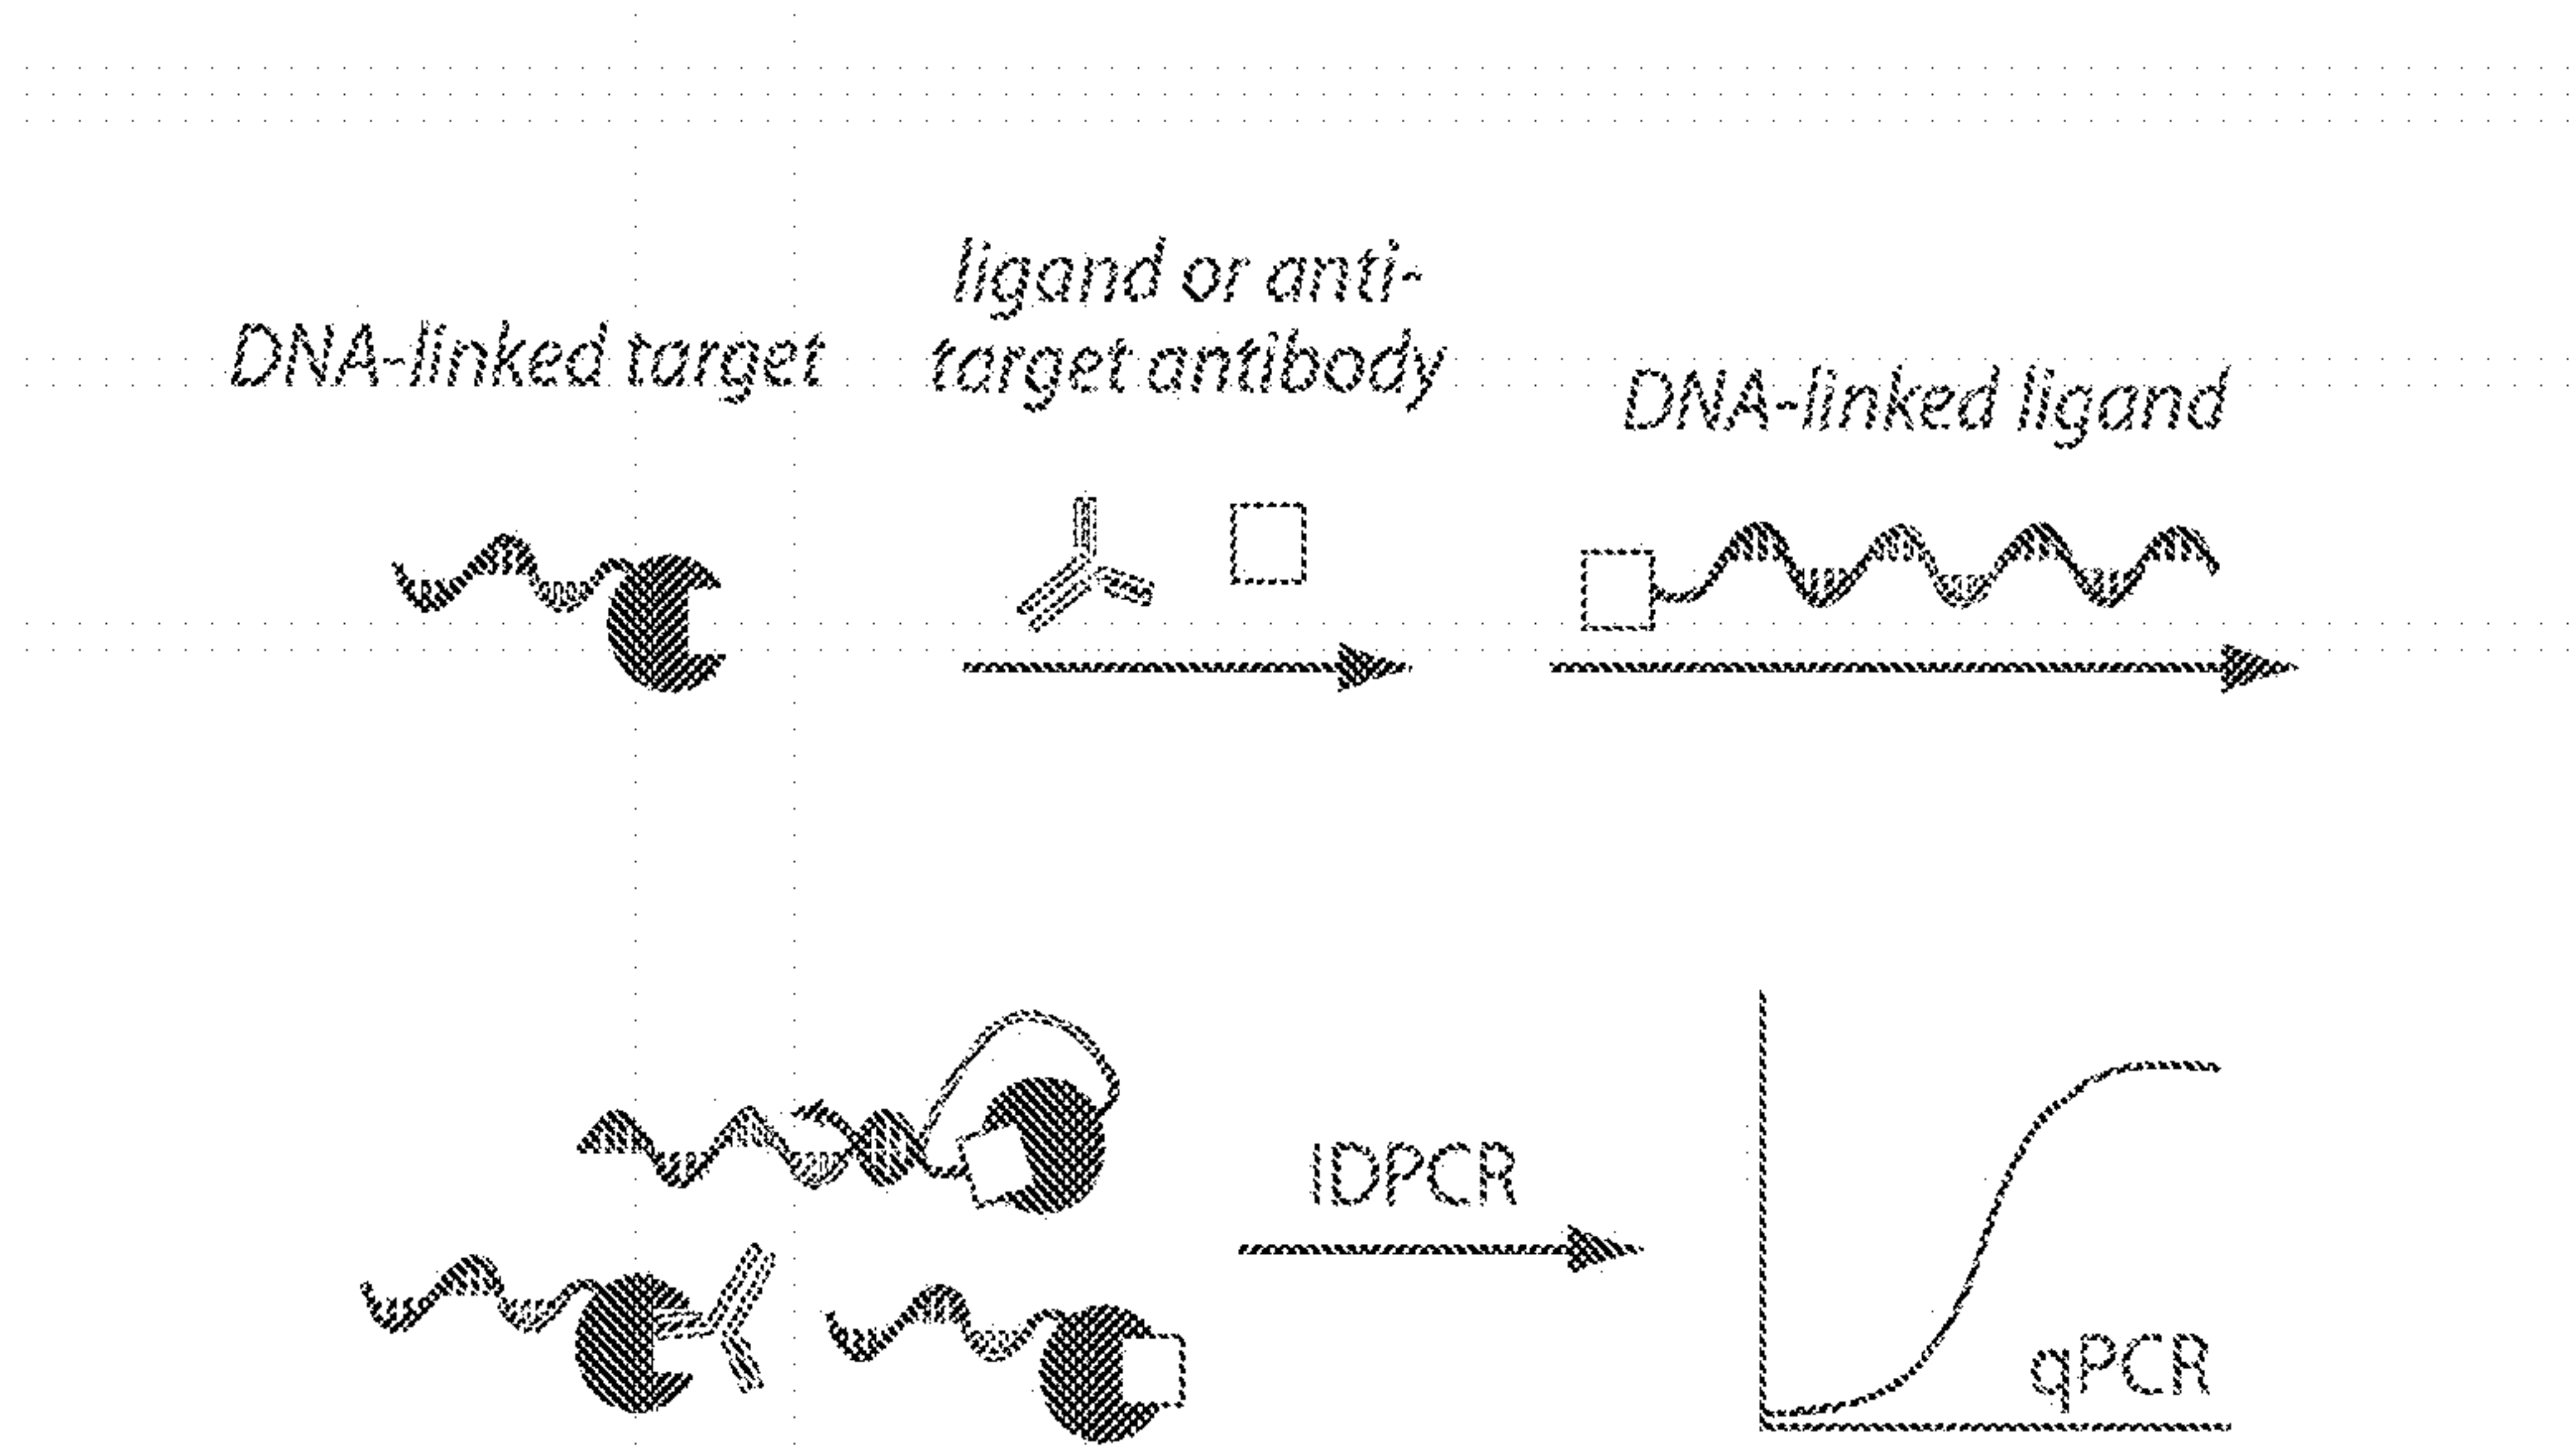 DNA-linked target
ligand or anti-
target antibody
DNA-linked ligand
IDPCR
qPCR